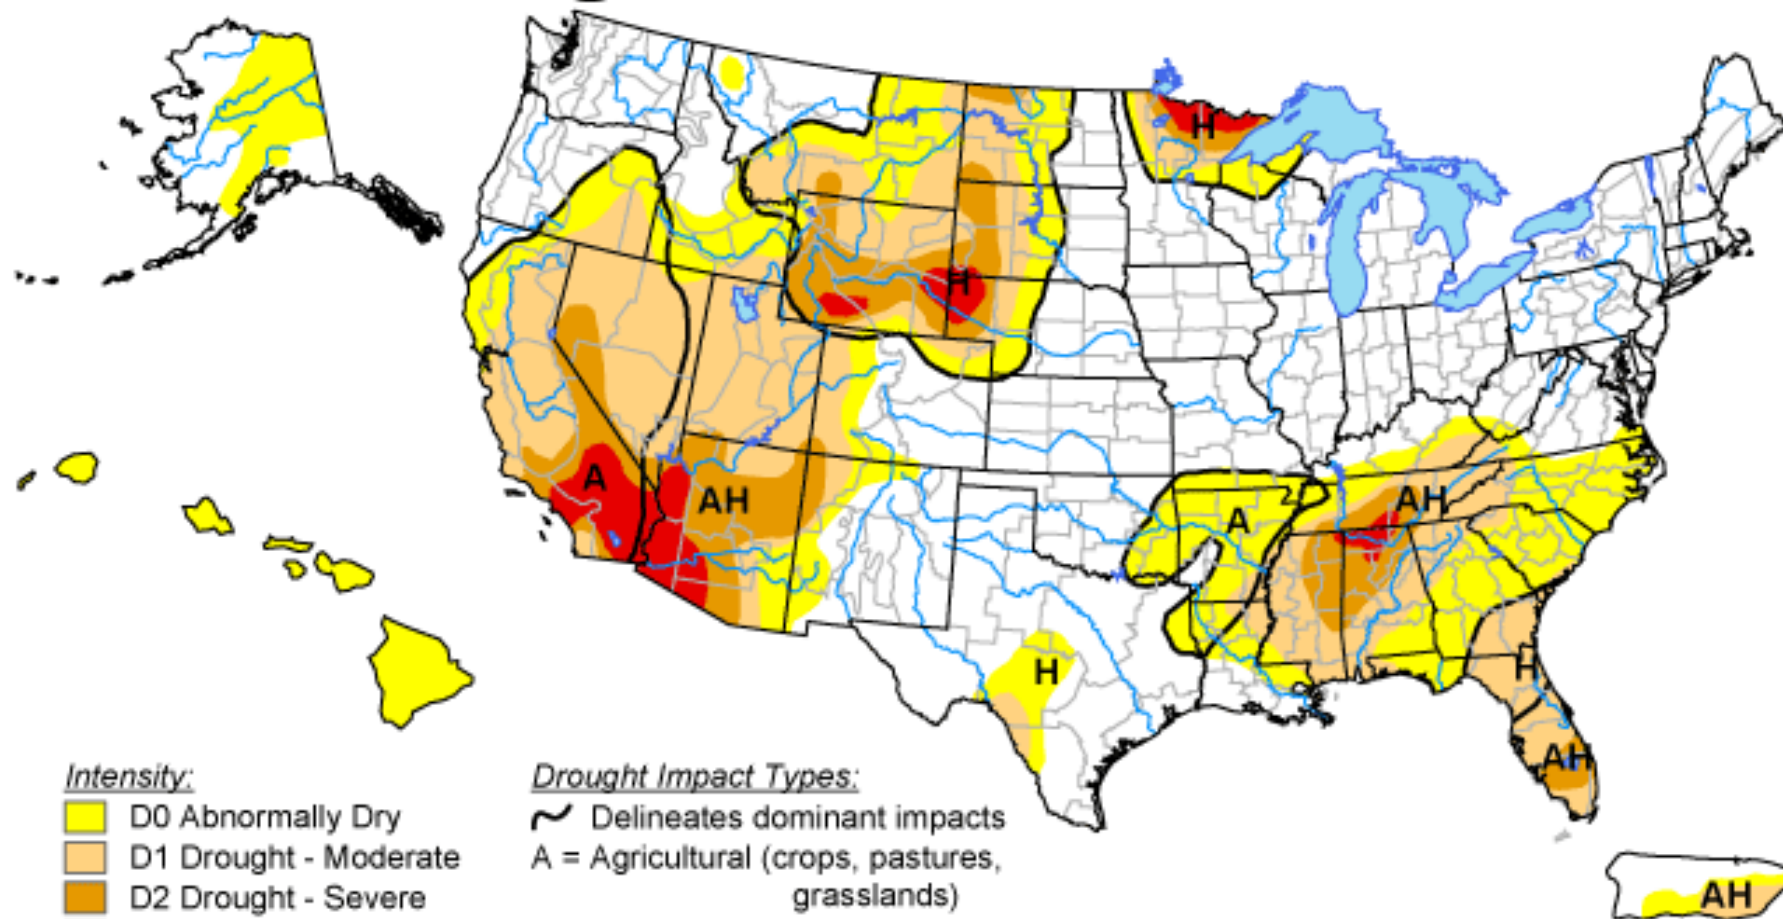 H
H
A
AH
A
AH
H
H
AH
AH
Intensity:
D0 Abnormally Dry
D1 Drought - Moderate
D2 Drought - Severe
Drought Impact Types:
Delineates dominant impacts
A = Agricultural (crops, pastures,
grasslands)